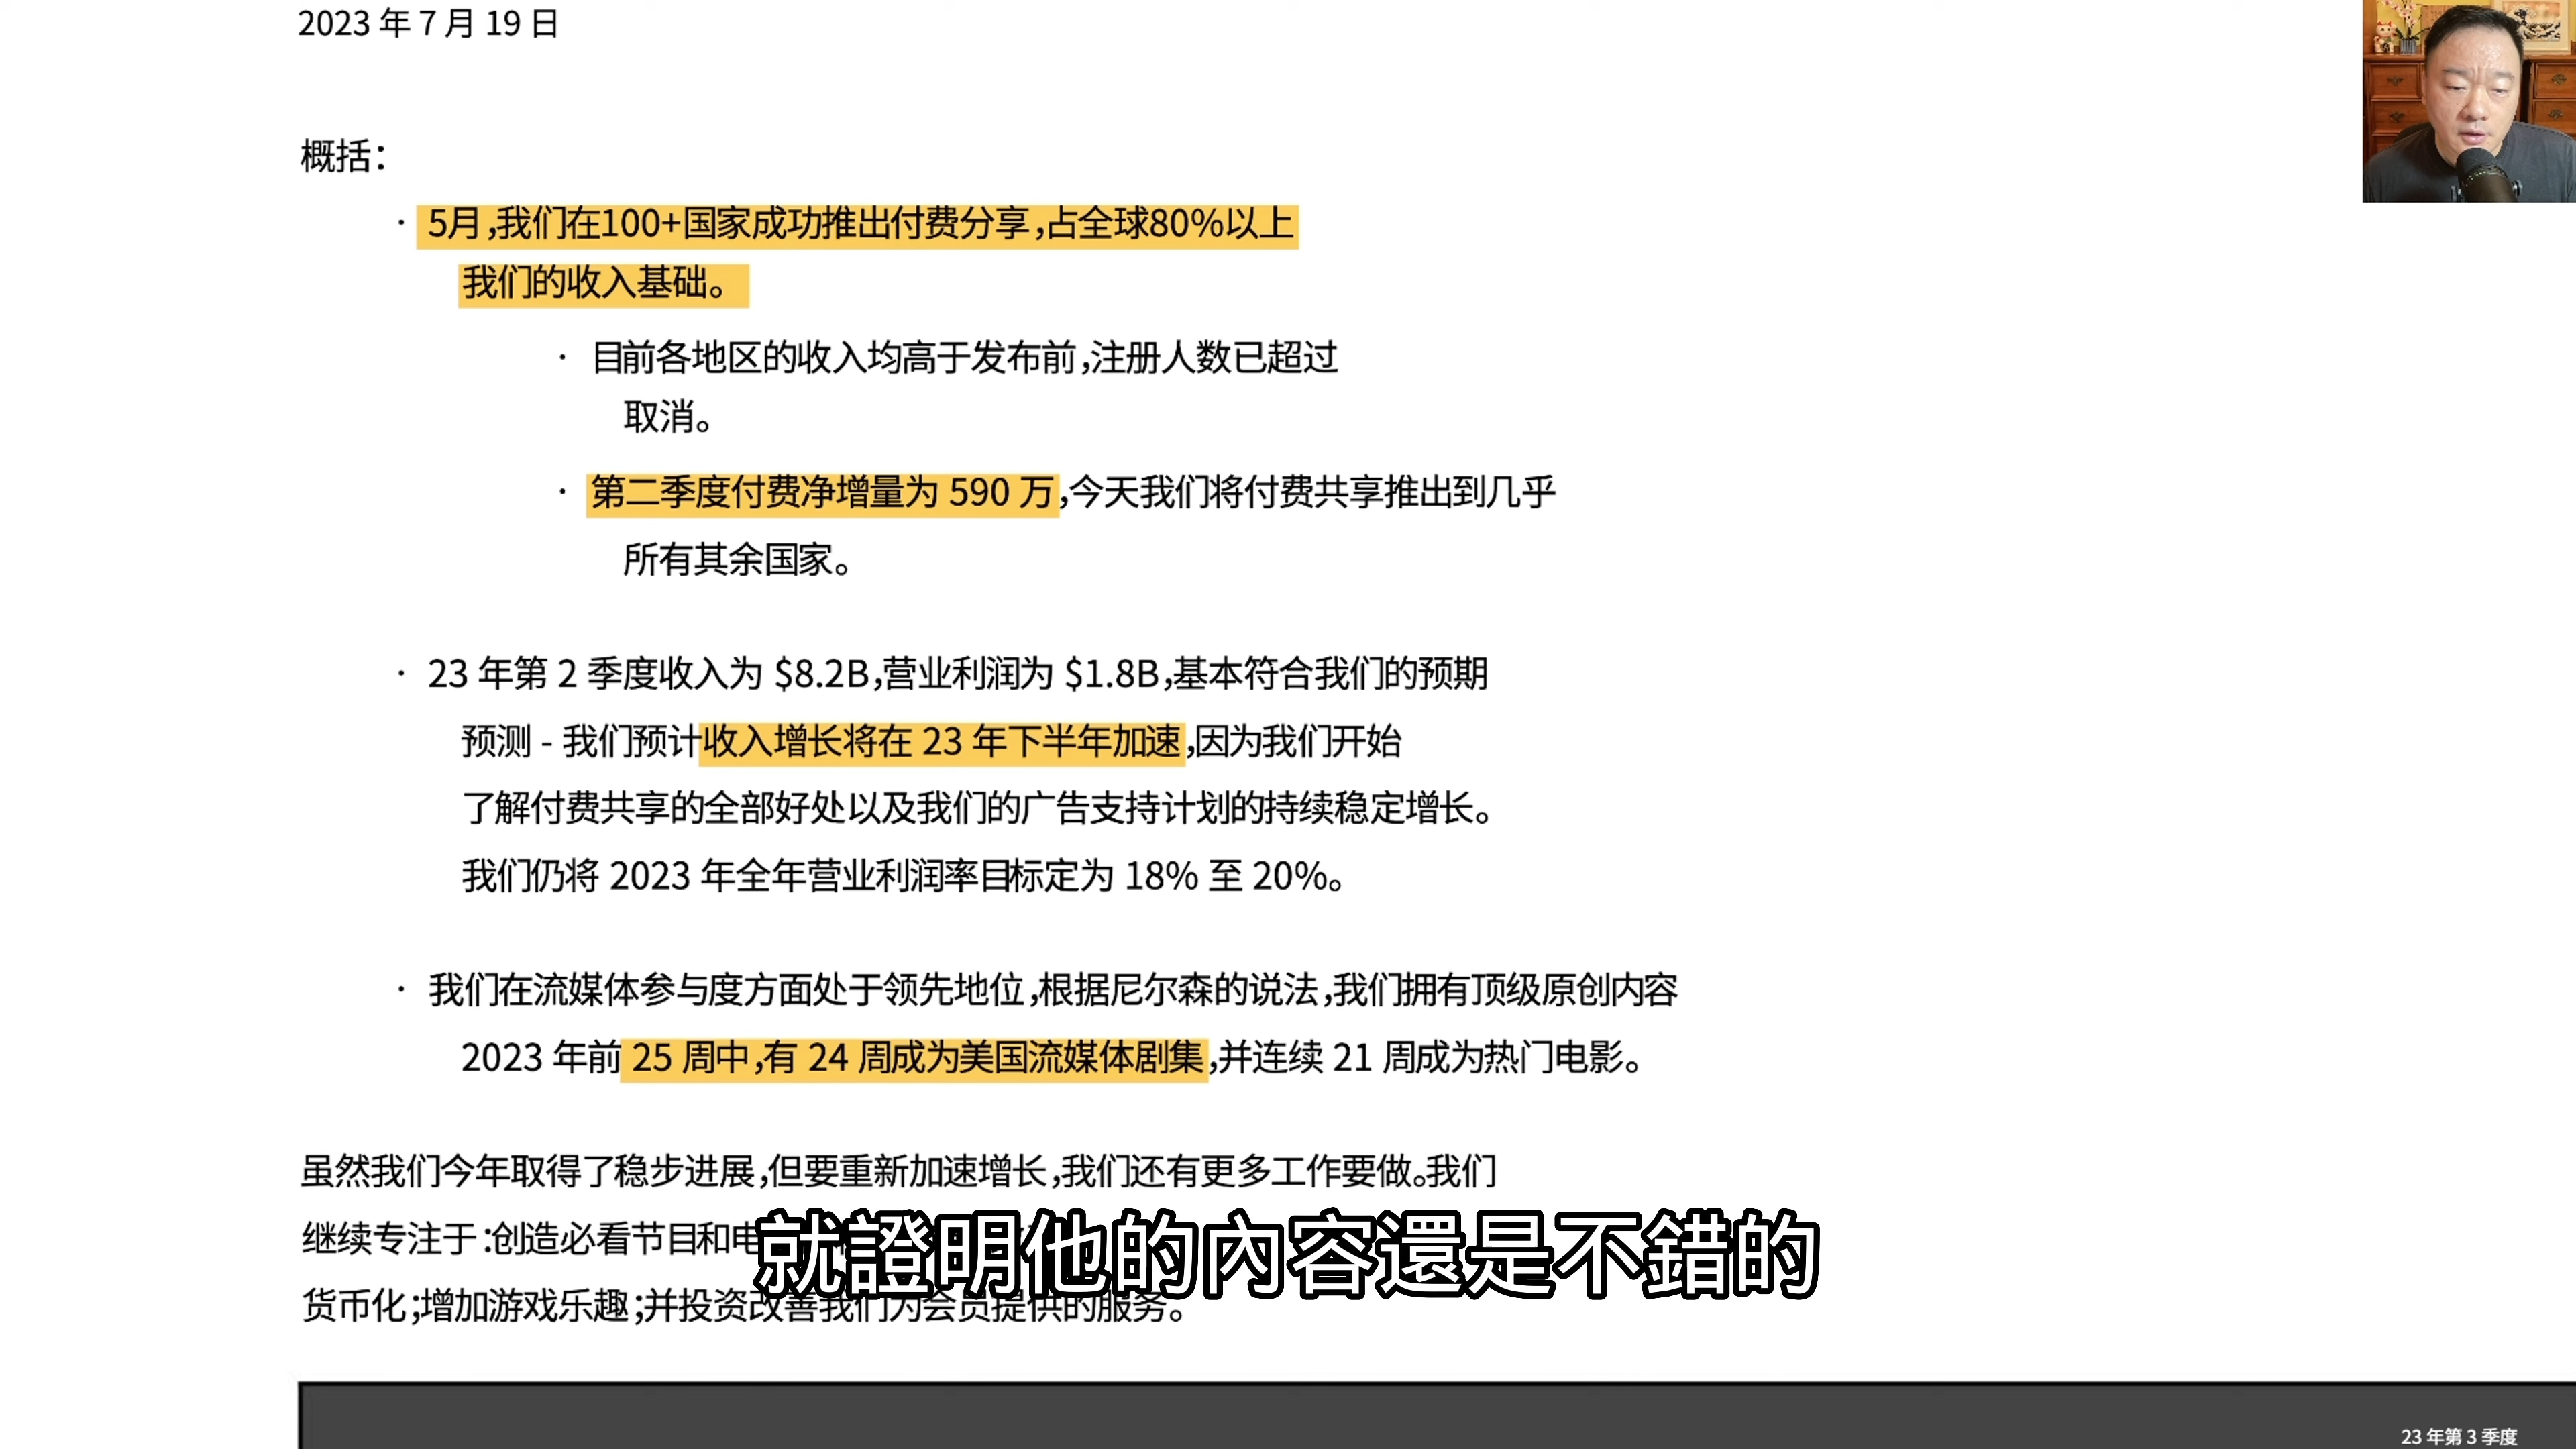 2023 年 7 月 19 日
概括：
· 5月,我们在100+国家成功推出付费分享,占全球80%以上
我们的收入基础。
· 目前各地区的收入均高于发布前,注册人数已超过
取消。
· 第二季度付费净增量为 590 万,今天我们将付费共享推出到几乎
所有其余国家。
· 23 年第 2 季度收入为 $8.2B,营业利润为 $1.8B,基本符合我们的预期
预测 - 我们预计收入增长将在 23 年下半年加速,因为我们开始
了解付费共享的全部好处以及我们的广告支持计划的持续稳定增长。
我们仍将 2023 年全年营业利润率目标定为 18% 至 20%。
· 我们在流媒体参与度方面处于领先地位,根据尼尔森的说法,我们拥有顶级原创内容
2023 年前 25 周中,有 24 周成为美国流媒体剧集,并连续 21 周成为热门电影。
虽然我们今年取得了稳步进展,但要重新加速增长,我们还有更多工作要做。我们
继续专注于:创造必看节目和电
就證明他的內容還是不錯的
货币化;增加游戏乐趣;并投资改善我们为会员提供的服务。
23 年第 3 季度